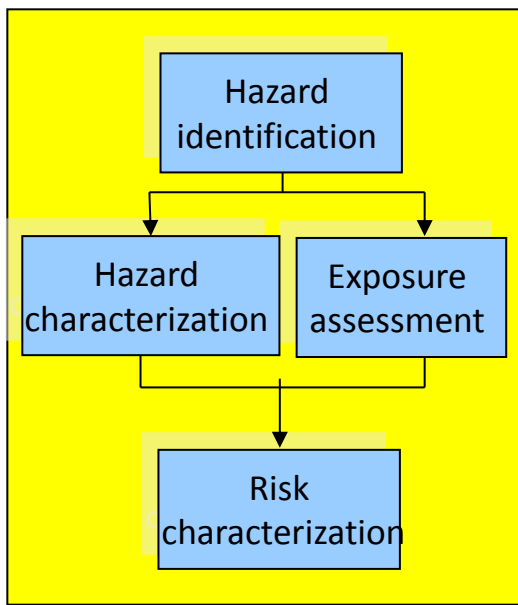 Hazard
identification
Hazard
characterization
Exposure
assessment
Risk
characterization